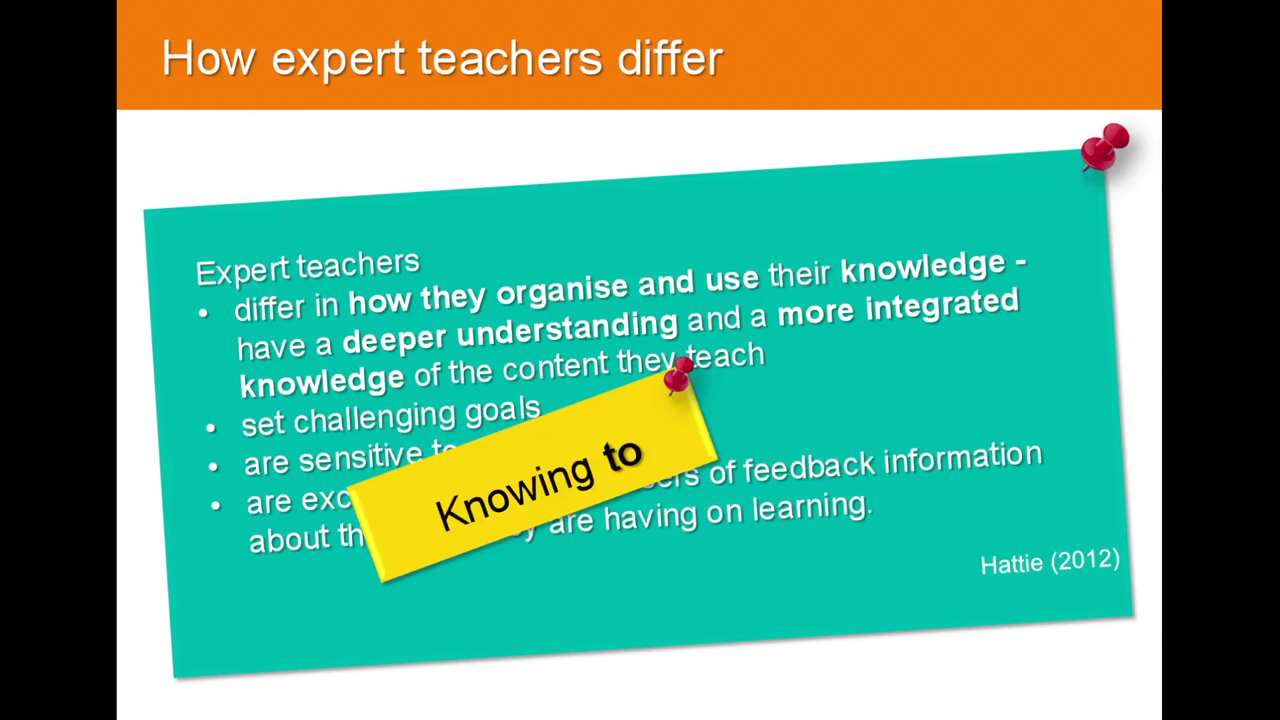 How expert teachers differ
Expert teachers
• differ in how they organise and use their knowledge -
have a deeper understanding and a more integrated
knowledge of the content they teach
• set challenging goals
• are sensitive
• are of feedback information
about are having on learning.
Knowing to
Hattie (2012)